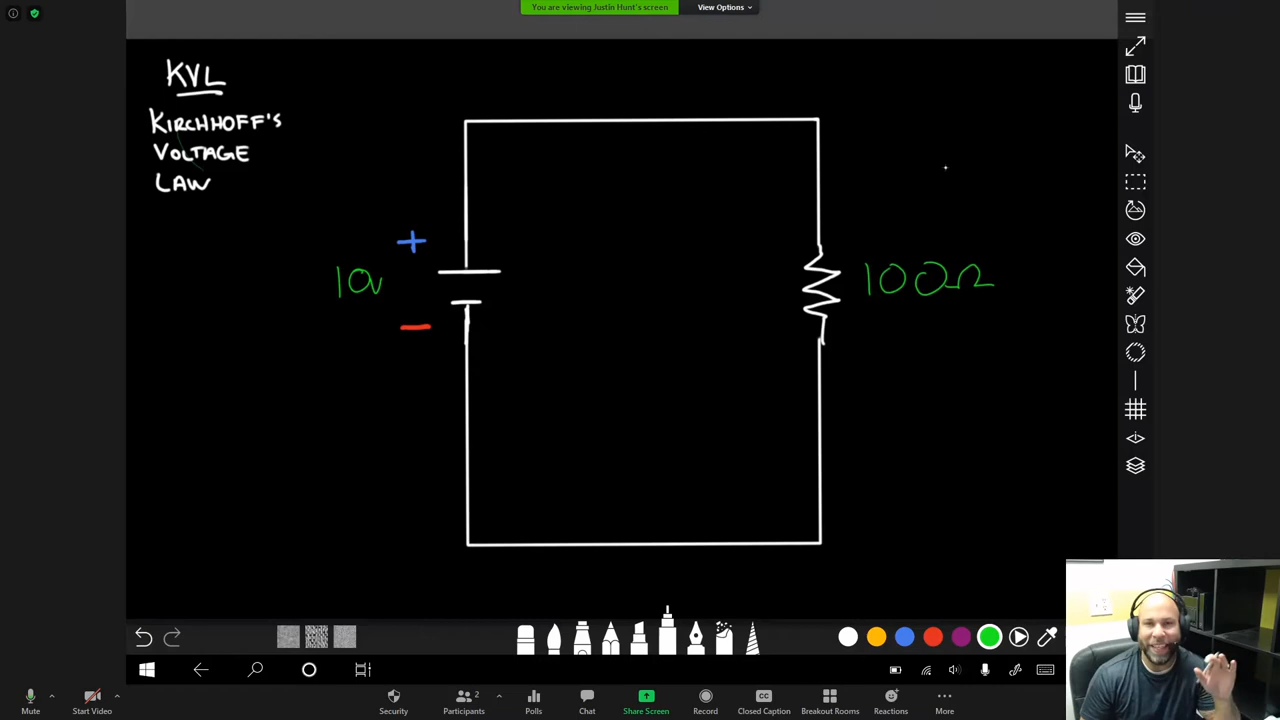 You are viewing Justin Hunt's screen
View Options
KVL
KIRCHHOFF'S
VOLTAGE
LAW
+
10v
−
100Ω
Mute
Start Video
Security
Participants
2
Polls
Chat
Share Screen
Record
Closed Caption
Breakout Rooms
Reactions
More